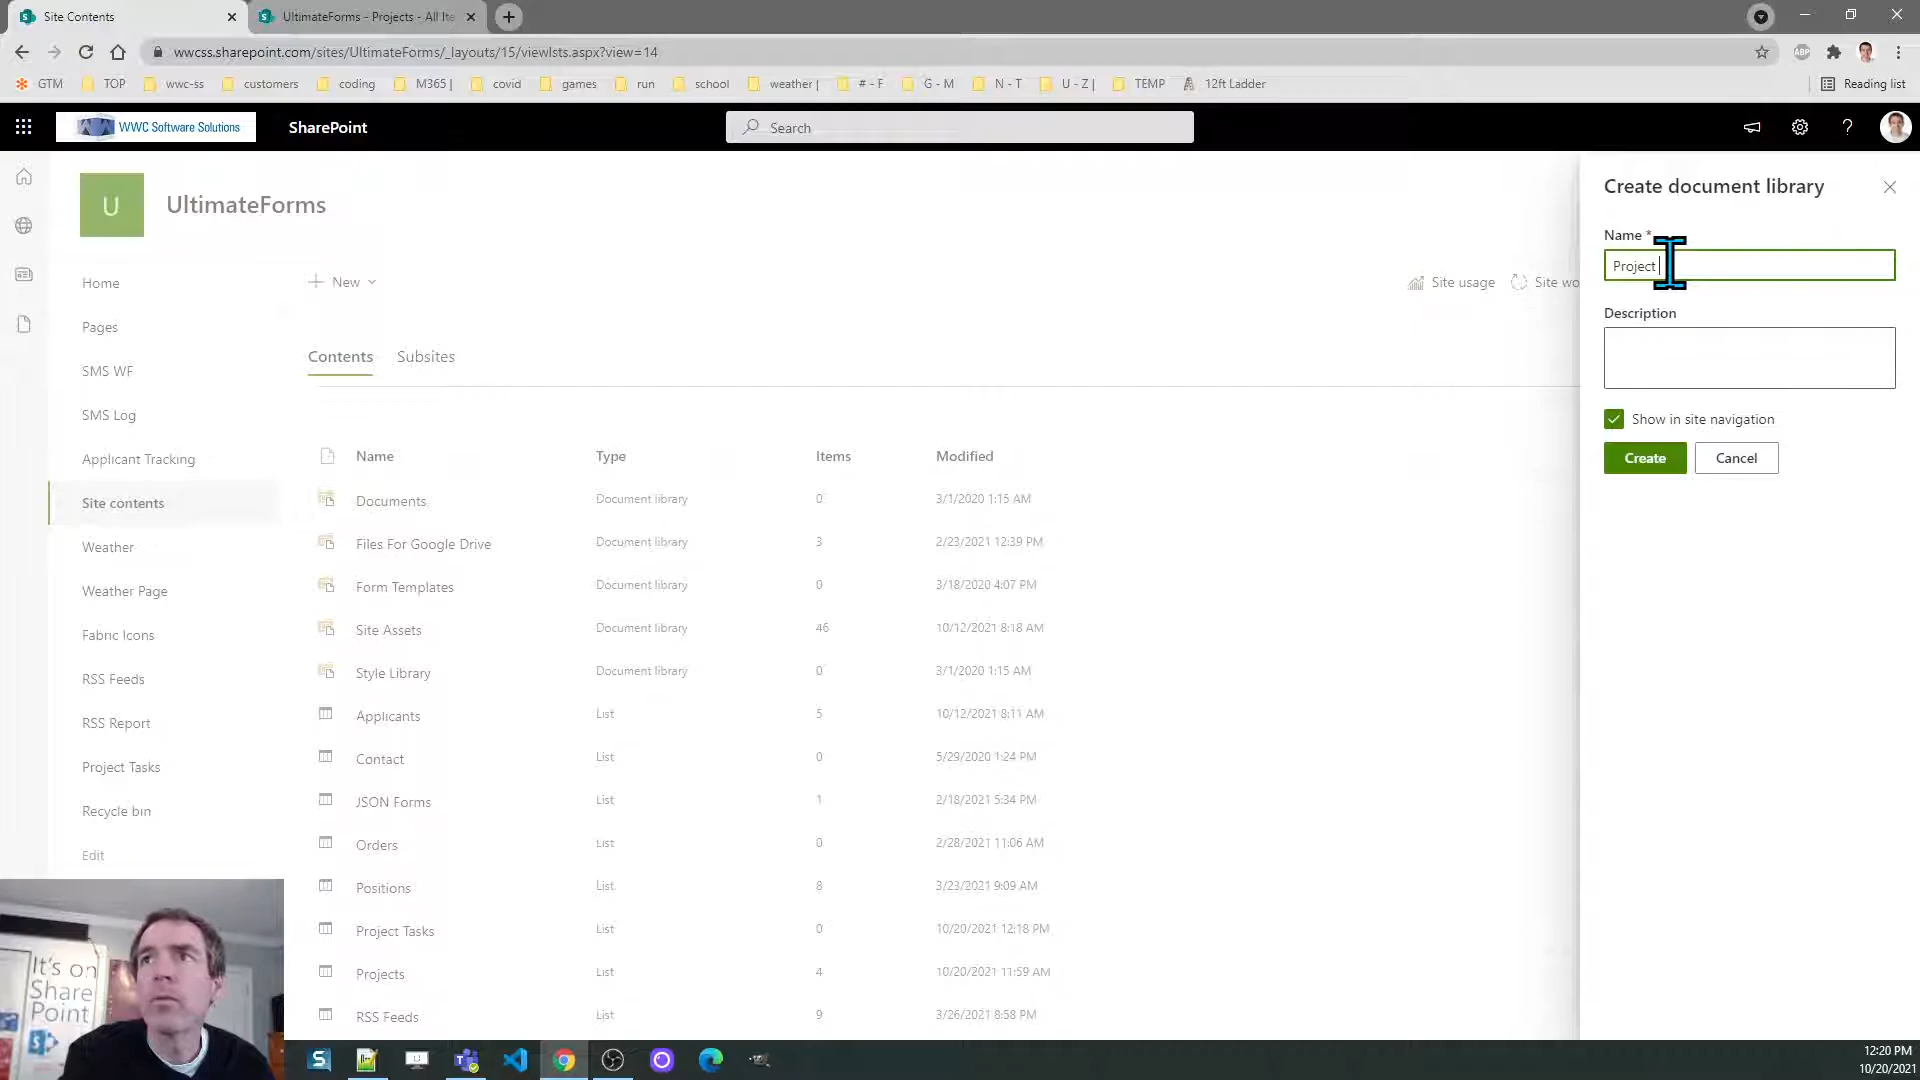 Site Contents
UltimateForms - Projects - All Ite
wwcss.sharepoint.com/sites/UltimateForms/_layouts/15/viewlsts.aspx?view=14
ABP
GTM TOP wwc-ss customers coding M365 | covid games run school weather | # - F G - M N - T U - Z | TEMP 12ft Ladder Reading list
WWC Software Solutions SharePoint Search
U UltimateForms
Home
Pages
SMS WF
SMS Log
Applicant Tracking
Site contents
Weather
Weather Page
Fabric Icons
RSS Feeds
RSS Report
Project Tasks
Recycle bin
Edit
New Site usage Site wo
Contents Subsites
Name Type Items Modified
Documents Document library 0 3/1/2020 1:15 AM
Files For Google Drive Document library 3 2/23/2021 12:39 PM
Form Templates Document library 0 3/18/2020 4:07 PM
Site Assets Document library 46 10/12/2021 8:18 AM
Style Library Document library 0 3/1/2020 1:15 AM
Applicants List 5 10/12/2021 8:11 AM
Contact List 0 5/29/2020 1:24 PM
JSON Forms List 1 2/18/2021 5:34 PM
Orders List 0 2/28/2021 11:06 AM
Positions List 8 3/23/2021 9:09 AM
Project Tasks List 0 10/20/2021 12:18 PM
Projects List 4 10/20/2021 11:59 AM
RSS Feeds List 9 3/26/2021 8:58 PM
Create document library
Name *
Project
Description
Show in site navigation
Create Cancel
It's on
Share
Point
12:20 PM
10/20/2021